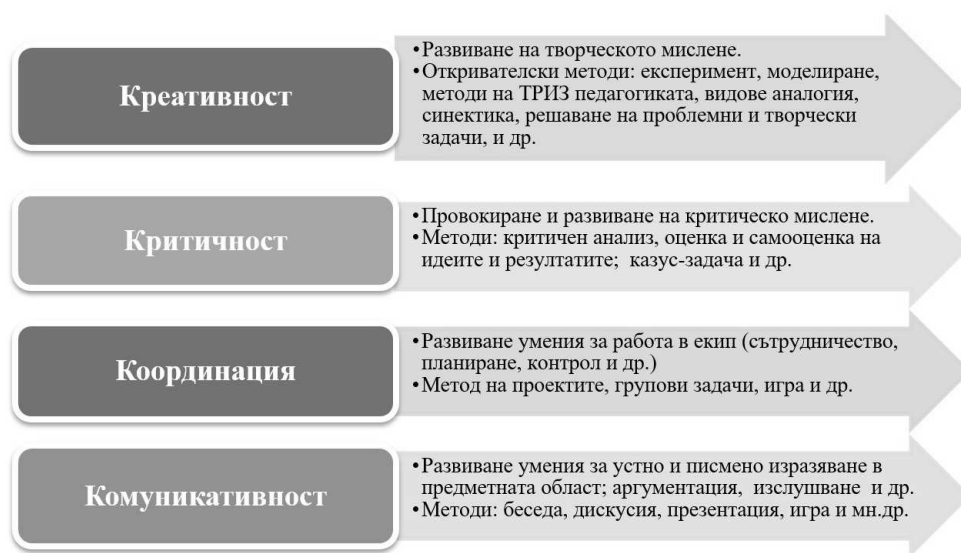 Креативност
•Развиване на творческото мислене.
•Откривателски методи: експеримент, моделиране,
методи на ТРИЗ педагогиката, видове аналогия,
синектика, решаване на проблемни и творчески
задачи, и др.
Критичност
•Провокиране и развиване на критическо мислене.
•Методи: критичен анализ, оценка и самооценка на
идеите и резултатите; казус-задача и др.
Координация
•Развиване умения за работа в екип (сътрудничество,
планиране, контрол и др.)
•Метод на проектите, групови задачи, игра и др.
Комуникативност
•Развиване умения за устно и писмено изразяване в
предметната област; аргументация, изслушване и др.
•Методи: беседа, дискусия, презентация, игра и мн.др.